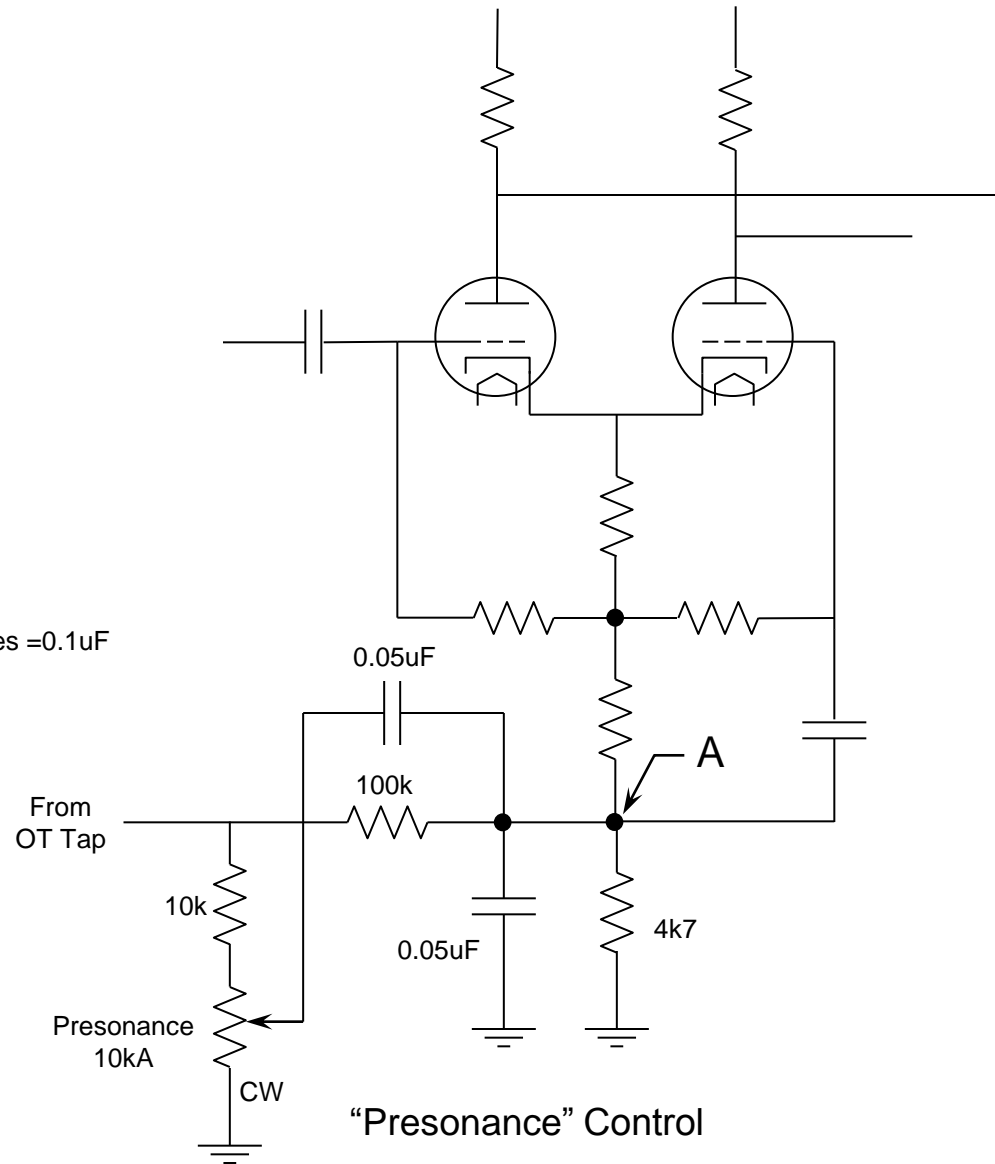 es =0.1uF
0.05uF
A
100k
From
OT Tap
10k
0.05uF
4k7
Presonance
10kA
CW
“Presonance” Control